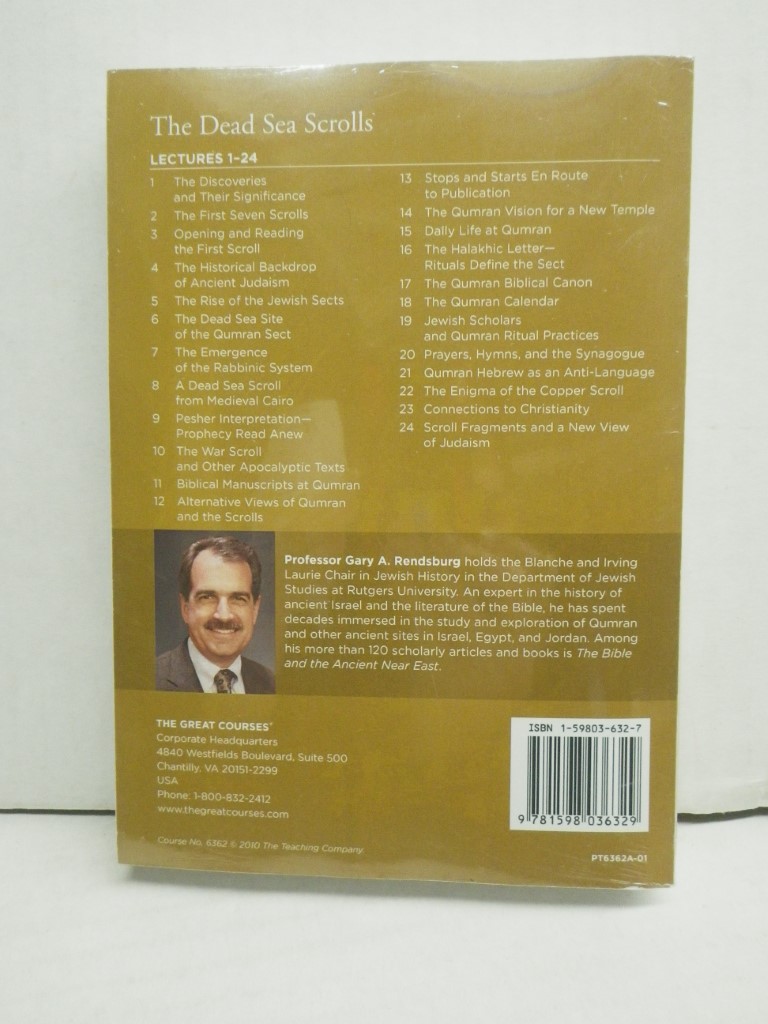 The Dead Sea Scrolls
LECTURES 1–24
1 The Discoveries
and Their Significance
2 The First Seven Scrolls
3 Opening and Reading
the First Scroll
4 The Historical Backdrop
of Ancient Judaism
5 The Rise of the Jewish Sects
6 The Dead Sea Site
of the Qumran Sect
7 The Emergence
of the Rabbinic System
8 A Dead Sea Scroll
from Medieval Cairo
9 Pesher Interpretation—
Prophecy Read Anew
10 The War Scroll
and Other Apocalyptic Texts
11 Biblical Manuscripts at Qumran
12 Alternative Views of Qumran
and the Scrolls
13 Stops and Starts En Route
to Publication
14 The Qumran Vision for a New Temple
15 Daily Life at Qumran
16 The Halakhic Letter—
Rituals Define the Sect
17 The Qumran Biblical Canon
18 The Qumran Calendar
19 Jewish Scholars
and Qumran Ritual Practices
20 Prayers, Hymns, and the Synagogue
21 Qumran Hebrew as an Anti-Language
22 The Enigma of the Copper Scroll
23 Connections to Christianity
24 Scroll Fragments and a New View
of Judaism
Professor Gary A. Rendsburg holds the Blanche and Irving
Laurie Chair in Jewish History in the Department of Jewish
Studies at Rutgers University. An expert in the history of
ancient Israel and the literature of the Bible, he has spent
decades immersed in the study and exploration of Qumran
and other ancient sites in Israel, Egypt, and Jordan. Among
his more than 120 scholarly articles and books is The Bible
and the Ancient Near East.
THE GREAT COURSES®
Corporate Headquarters
4840 Westfields Boulevard, Suite 500
Chantilly, VA 20151-2299
USA
Phone: 1-800-832-2412
www.thegreatcourses.com
Course No. 6362 © 2010 The Teaching Company
ISBN 1-59803-632-7
9 781598 036329
PT6362A-01